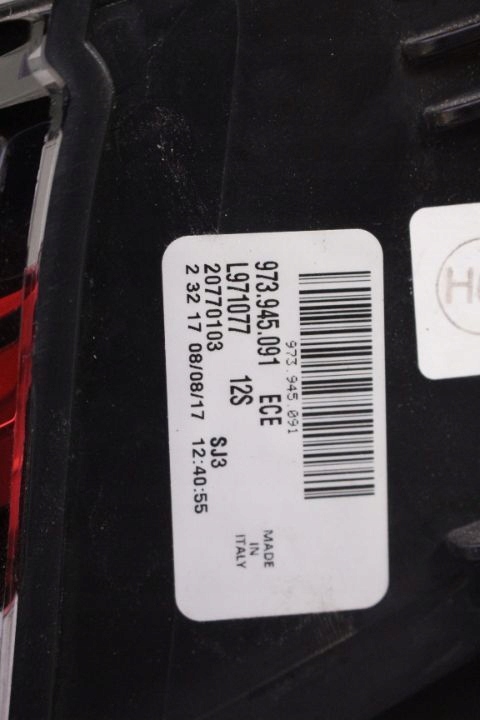 973.945.091
973.945.091 ECE
L971077 12S
20770103 SJ3
2 32 17 08/08/17 12:40:55
MADE
IN
ITALY